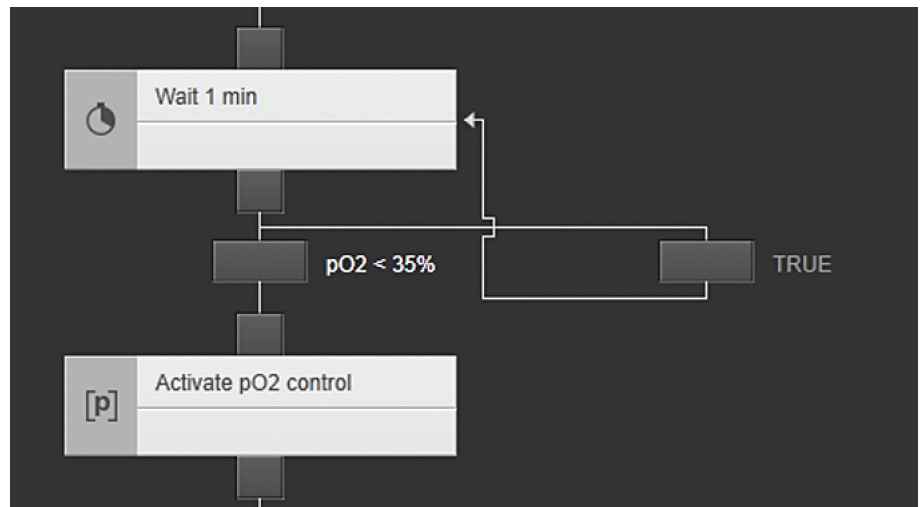 Wait 1 min
pO2 < 35%
TRUE
[p]
Activate pO2 control